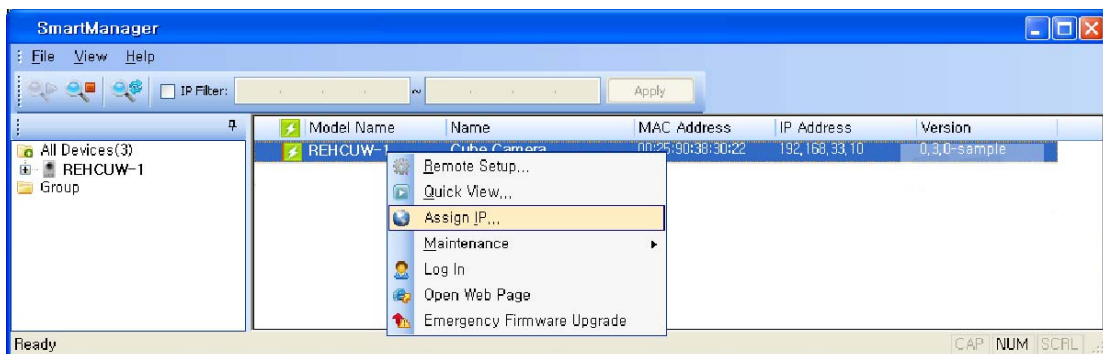 SmartManager
File View Help
IP Filter: ~ Apply
Model Name Name MAC Address IP Address Version
All Devices(3)
REHCUW-1 Cube Camera 00:25:90:38:30:22 192,168,33,10 0,3,0-sample
REHCUW-1
Group
Remote Setup...
Quick View,,,
Assign IP,,,
Maintenance
Log In
Open Web Page
Emergency Firmware Upgrade
Ready CAP NUM SCRL